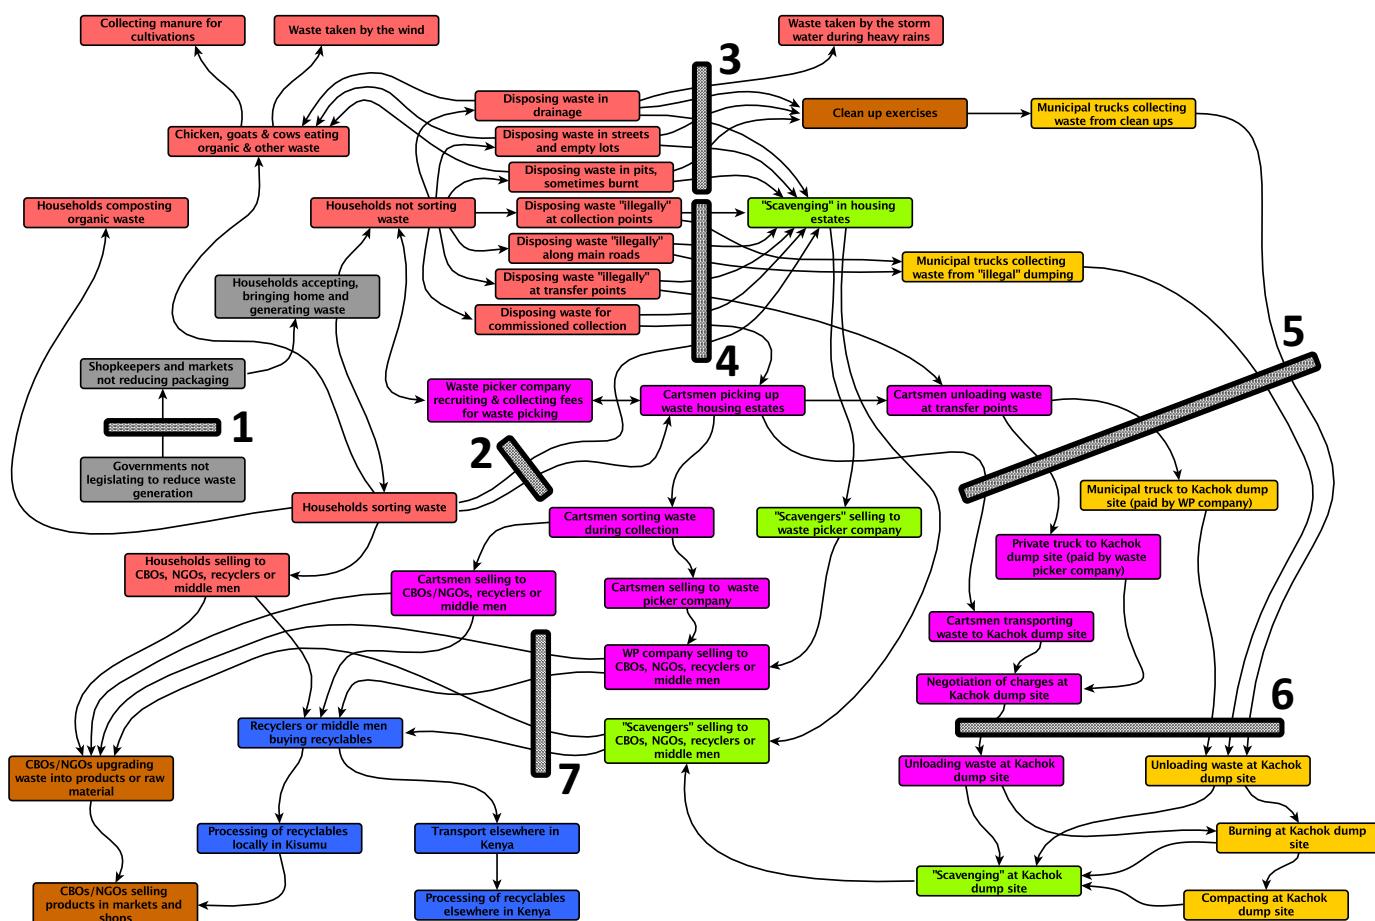 Collecting manure for
cultivations
Waste taken by the wind
Waste taken by the storm
water during heavy rains
3
Disposing waste in
drainage
Clean up exercises
Municipal trucks collecting
waste from clean ups
Chicken, goats & cows eating
organic & other waste
Disposing waste in streets
and empty lots
Disposing waste in pits,
sometimes burnt
Households composting
organic waste
Households not sorting
waste
Disposing waste "illegally"
at collection points
"Scavenging" in housing
estates
Disposing waste "illegally"
along main roads
Municipal trucks collecting
waste from "illegal" dumping
Households accepting,
bringing home and
generating waste
Disposing waste "illegally"
at transfer points
Disposing waste for
commissioned collection
4
5
Shopkeepers and markets
not reducing packaging
Waste picker company
recruiting & collecting fees
for waste picking
Cartsmen picking up
waste housing estates
Cartsmen unloading waste
at transfer points
1
2
Governments not
legislating to reduce waste
generation
Households sorting waste
Municipal truck to Kachok dump
site (paid by WP company)
Cartsmen sorting waste
during collection
"Scavengers" selling to
waste picker company
Private truck to Kachok
dump site (paid by waste
picker company)
Households selling to
CBOs, NGOs, recyclers or
middle men
Cartsmen selling to
CBOs/NGOs, recyclers or
middle men
Cartsmen selling to waste
picker company
Cartsmen transporting
waste to Kachok dump site
WP company selling to
CBOs, NGOs, recyclers or
middle men
Negotiation of charges at
Kachok dump site
6
Recyclers or middle men
buying recyclables
"Scavengers" selling to
CBOs, NGOs, recyclers or
middle men
7
CBOs/NGOs upgrading
waste into products or raw
material
Unloading waste at Kachok
dump site
Unloading waste at Kachok
dump site
Processing of recyclables
locally in Kisumu
Transport elsewhere in
Kenya
Burning at Kachok dump
site
"Scavenging" at Kachok
dump site
CBOs/NGOs selling
products in markets and
shops
Processing of recyclables
elsewhere in Kenya
Compacting at Kachok
dump site